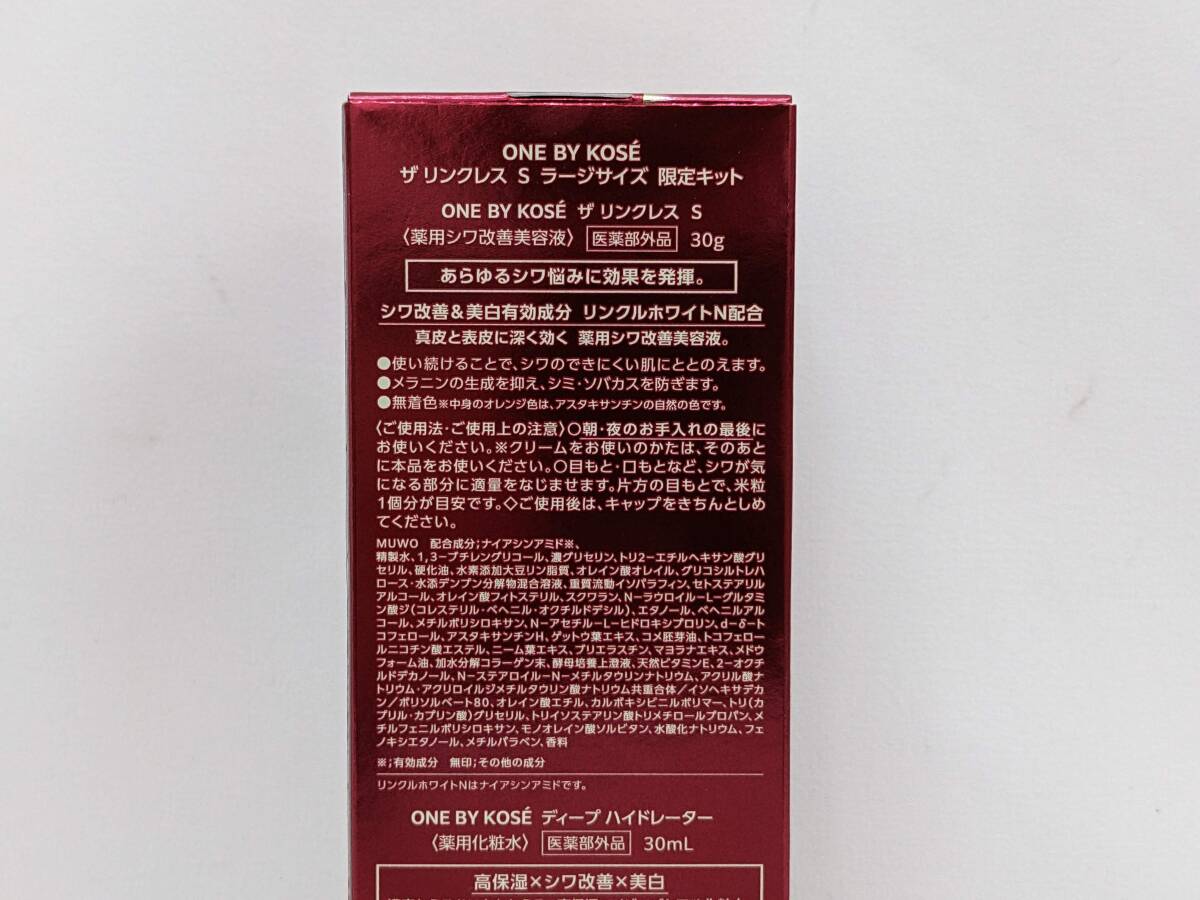 ONE BY KOSÉ
ザ リンクレス S ラージサイズ 限定キット
ONE BY KOSÉ ザ リンクレス S
〈薬用シワ改善美容液〉 医薬部外品 30g
あらゆるシワ悩みに効果を発揮。
シワ改善&美白有効成分 リンクルホワイトN配合
真皮と表皮に深く効く 薬用シワ改善美容液。
●使い続けることで、シワのできにくい肌にととのえます。
●メラニンの生成を抑え、シミ・ソバカスを防ぎます。
●無着色※中身のオレンジ色は、アスタキサンチンの自然の色です。
〈ご使用法・ご使用上の注意〉○朝・夜のお手入れの最後に
お使いください。※クリームをお使いのかたは、そのあと
に本品をお使いください。○目もと・口もとなど、シワが気
になる部分に適量をなじませます。片方の目もとで、米粒
1個分が目安です。◇ご使用後は、キャップをきちんとしめ
てください。
MUWO 配合成分;ナイアシンアミド※、
精製水、1,3-ブチレングリコール、濃グリセリン、トリ2-エチルヘキサン酸グリ
セリル、硬化油、水素添加大豆リン脂質、オレイン酸オレイル、グリコシルトレハ
ロース・水添デンプン分解物混合溶液、重質流動イソパラフィン、セトステアリル
アルコール、オレイン酸フィトステリル、スクワラン、N-ラウロイル-L-グルタミ
ン酸ジ(コレステリル・ベヘニル・オクチルドデシル)、エタノール、ベヘニルアル
コール、メチルポリシロキサン、N-アセチル-L-ヒドロキシプロリン、d-δ-ト
コフェロール、アスタキサンチンH、ゲットウ葉エキス、コメ胚芽油、トコフェロー
ルニコチン酸エステル、ニーム葉エキス、プリエラスチン、マヨラナエキス、メドウ
フォーム油、加水分解コラーゲン末、酵母培養上澄液、天然ビタミンE、2-オクチ
ルドデカノール、N-ステアロイル-N-メチルタウリンナトリウム、アクリル酸ナ
トリウム・アクリロイルジメチルタウリン酸ナトリウム共重合体/イソヘキサデカ
ン/ポリソルベート80、オレイン酸エチル、カルボキシビニルポリマー、トリ(カ
プリル・カプリン酸)グリセリル、トリイソステアリン酸トリメチロールプロパン、メ
チルフェニルポリシロキサン、モノオレイン酸ソルビタン、水酸化ナトリウム、フェ
ノキシエタノール、メチルパラベン、香料
※;有効成分 無印;その他の成分
リンクルホワイトNはナイアシンアミドです。
ONE BY KOSÉ ディープ ハイドレーター
〈薬用化粧水〉 医薬部外品 30mL
高保湿×シワ改善×美白